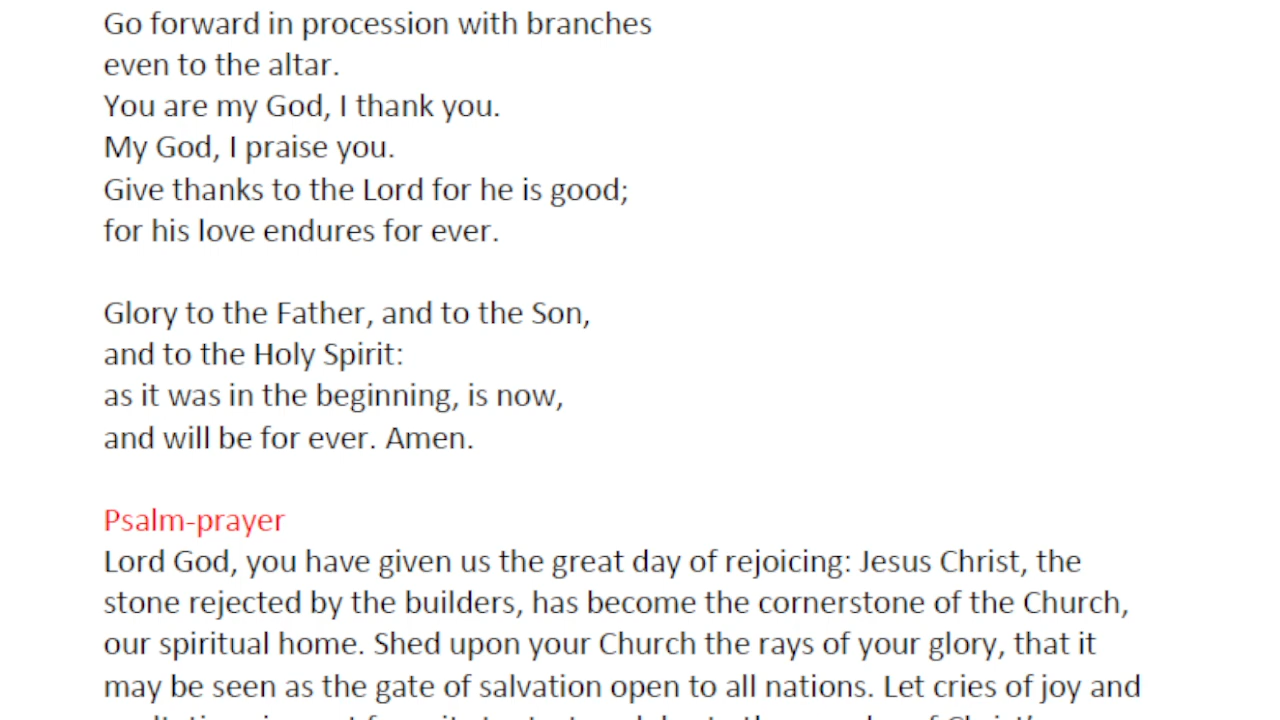 Go forward in procession with branches
even to the altar.
You are my God, I thank you.
My God, I praise you.
Give thanks to the Lord for he is good;
for his love endures for ever.
Glory to the Father, and to the Son,
and to the Holy Spirit:
as it was in the beginning, is now,
and will be for ever. Amen.
Psalm-prayer
Lord God, you have given us the great day of rejoicing: Jesus Christ, the
stone rejected by the builders, has become the cornerstone of the Church,
our spiritual home. Shed upon your Church the rays of your glory, that it
may be seen as the gate of salvation open to all nations. Let cries of joy and